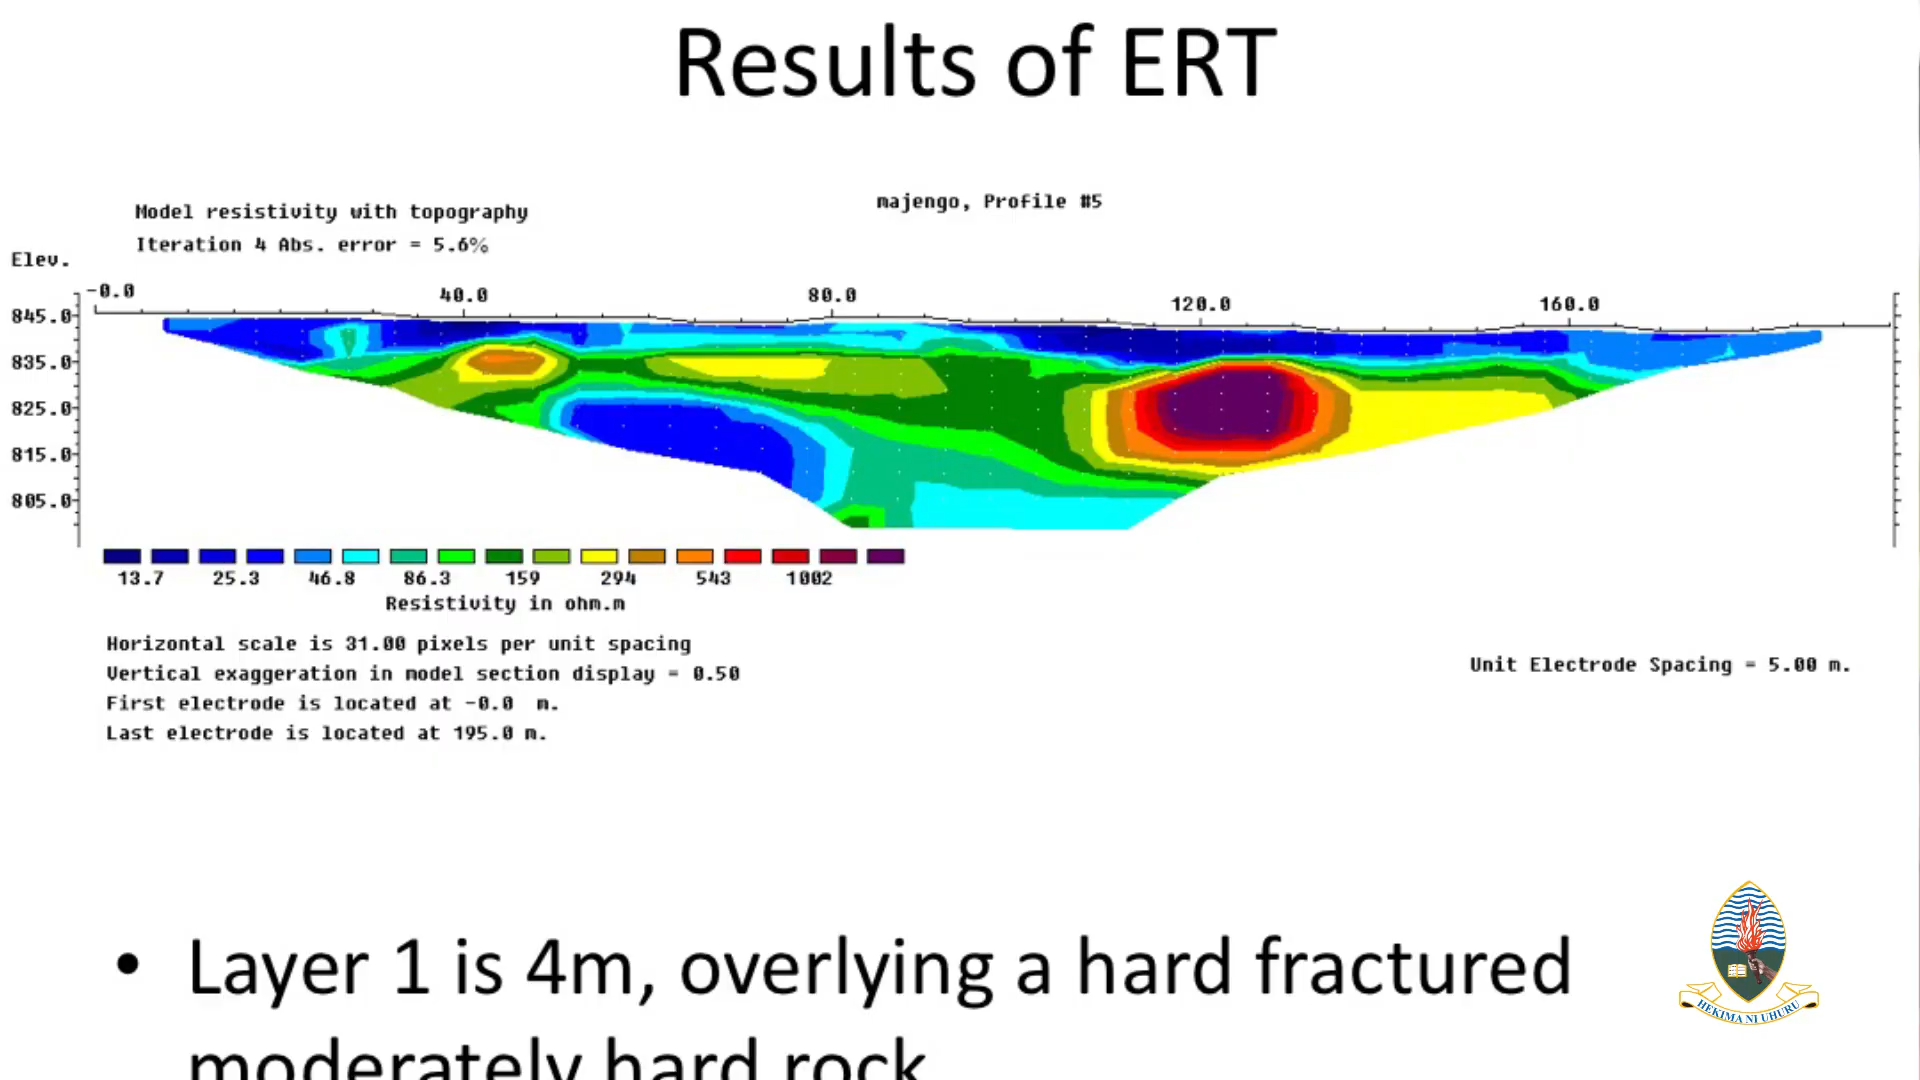 Results of ERT
majengo, Profile #5
Model resistivity with topography
Iteration 4 Abs. error = 5.6%
Elev.
-0.0 40.0 80.0 120.0 160.0
845.0
835.0
825.0
815.0
805.0
13.7 25.3 46.8 86.3 159 294 543 1002
Resistivity in ohm.m
Horizontal scale is 31.00 pixels per unit spacing
Vertical exaggeration in model section display = 0.50
Unit Electrode Spacing = 5.00 m.
First electrode is located at -0.0 m.
Last electrode is located at 195.0 m.
• Layer 1 is 4m, overlying a hard fractured
moderately hard rock
HEKIMA NI UHURU